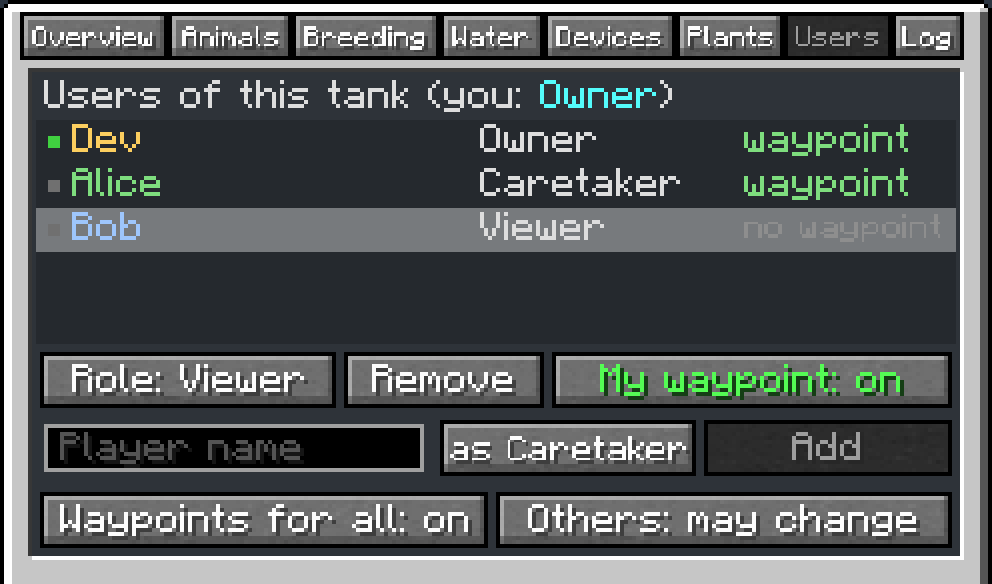 Overview Animals Breeding Water Devices Plants Users Log
Users of this tank (you: Owner)
Dev Owner waypoint
Alice Caretaker waypoint
Bob Viewer no waypoint
Role: Viewer Remove My waypoint: on
Player name as Caretaker Add
Waypoints for all: on Others: may change